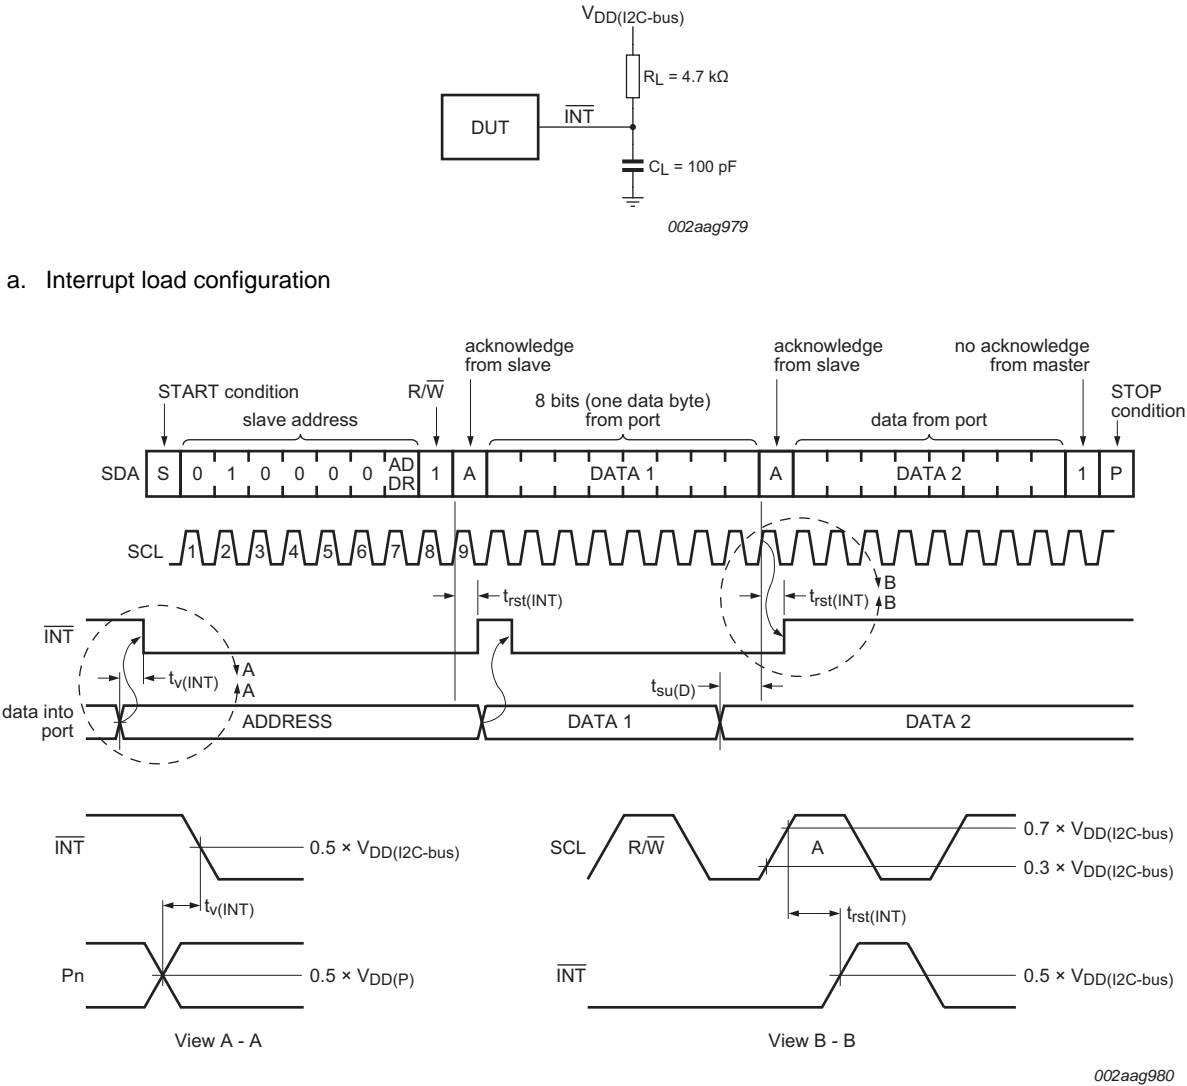 VDD(I2C-bus)
RL = 4.7 kΩ
DUT
INT
CL = 100 pF
002aag979
a. Interrupt load configuration
acknowledge
from slave
acknowledge
from slave
no acknowledge
from master
START condition
R/W
8 bits (one data byte)
from port
STOP
condition
slave address
data from port
SDA S 0 1 0 0 0 0 AD DR 1 A DATA 1 A DATA 2 1 P
SCL 1 2 3 4 5 6 7 8 9
B
B
trst(INT)
trst(INT)
INT
tv(INT)
A
A
tsu(D)
data into
port
ADDRESS
DATA 1
DATA 2
INT
0.5 × VDD(I2C-bus)
tv(INT)
Pn
0.5 × VDD(P)
View A - A
SCL
R/W
A
0.7 × VDD(I2C-bus)
0.3 × VDD(I2C-bus)
trst(INT)
INT
0.5 × VDD(I2C-bus)
View B - B
002aag980